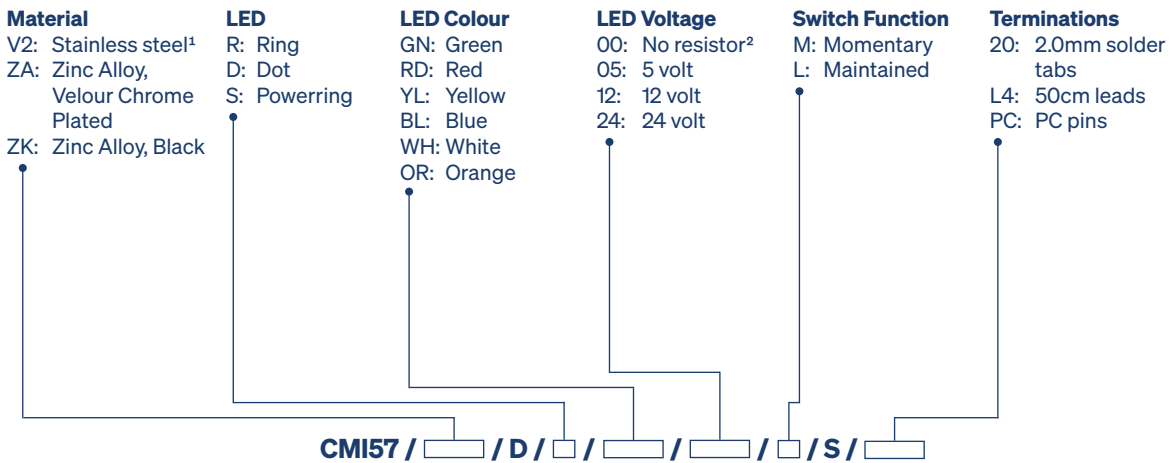 Material
V2: Stainless steel¹
ZA: Zinc Alloy,
Velour Chrome
Plated
ZK: Zinc Alloy, Black
LED
R: Ring
D: Dot
S: Powerring
LED Colour
GN: Green
RD: Red
YL: Yellow
BL: Blue
WH: White
OR: Orange
LED Voltage
00: No resistor²
05: 5 volt
12: 12 volt
24: 24 volt
Switch Function
M: Momentary
L: Maintained
Terminations
20: 2.0mm solder
tabs
L4: 50cm leads
PC: PC pins
CMI57 / / D / / / / / S /